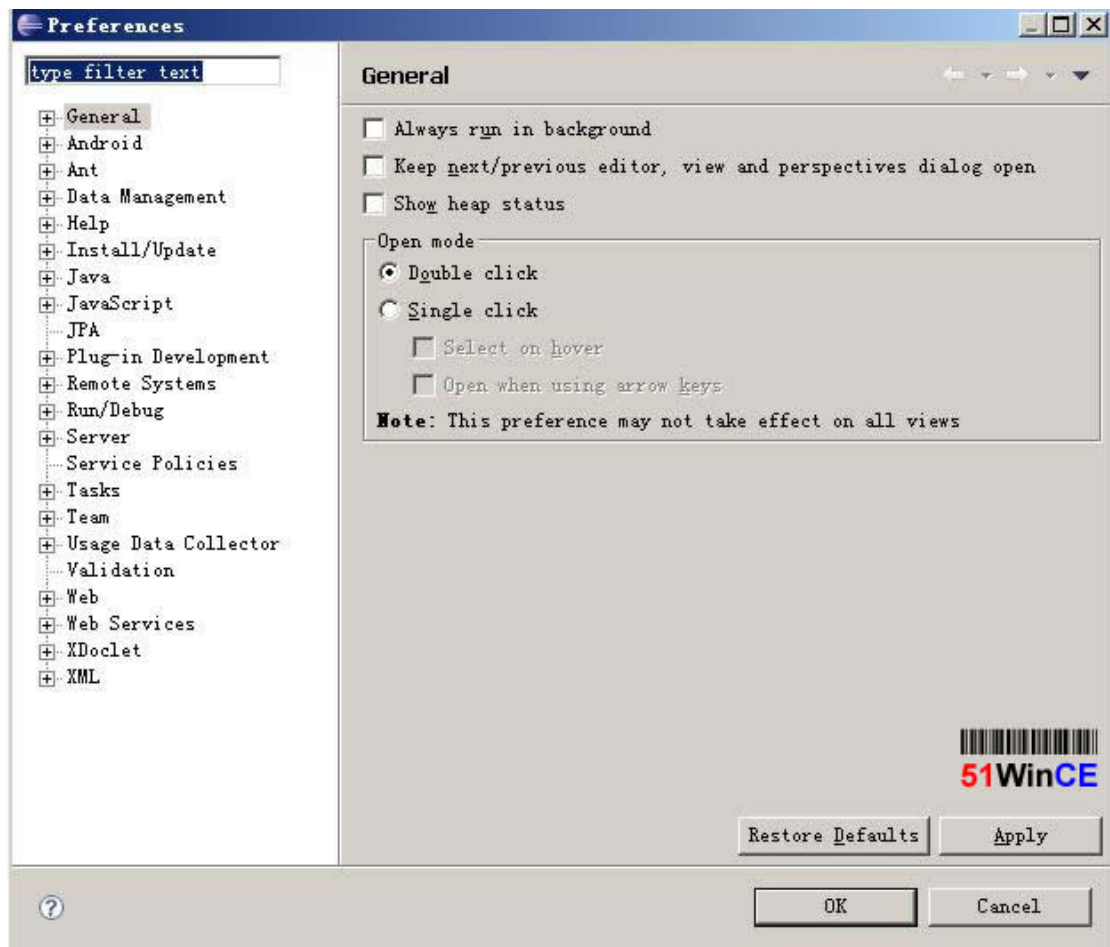 Preferences
type filter text
General
Android
Ant
Data Management
Help
Install/Update
Java
JavaScript
JPA
Plug-in Development
Remote Systems
Run/Debug
Server
Service Policies
Tasks
Team
Usage Data Collector
Validation
Web
Web Services
XDoclet
XML
General
Always run in background
Keep next/previous editor, view and perspectives dialog open
Show heap status
Open mode
Double click
Single click
Select on hover
Open when using arrow keys
Note: This preference may not take effect on all views
51WinCE
Restore Defaults
Apply
OK
Cancel